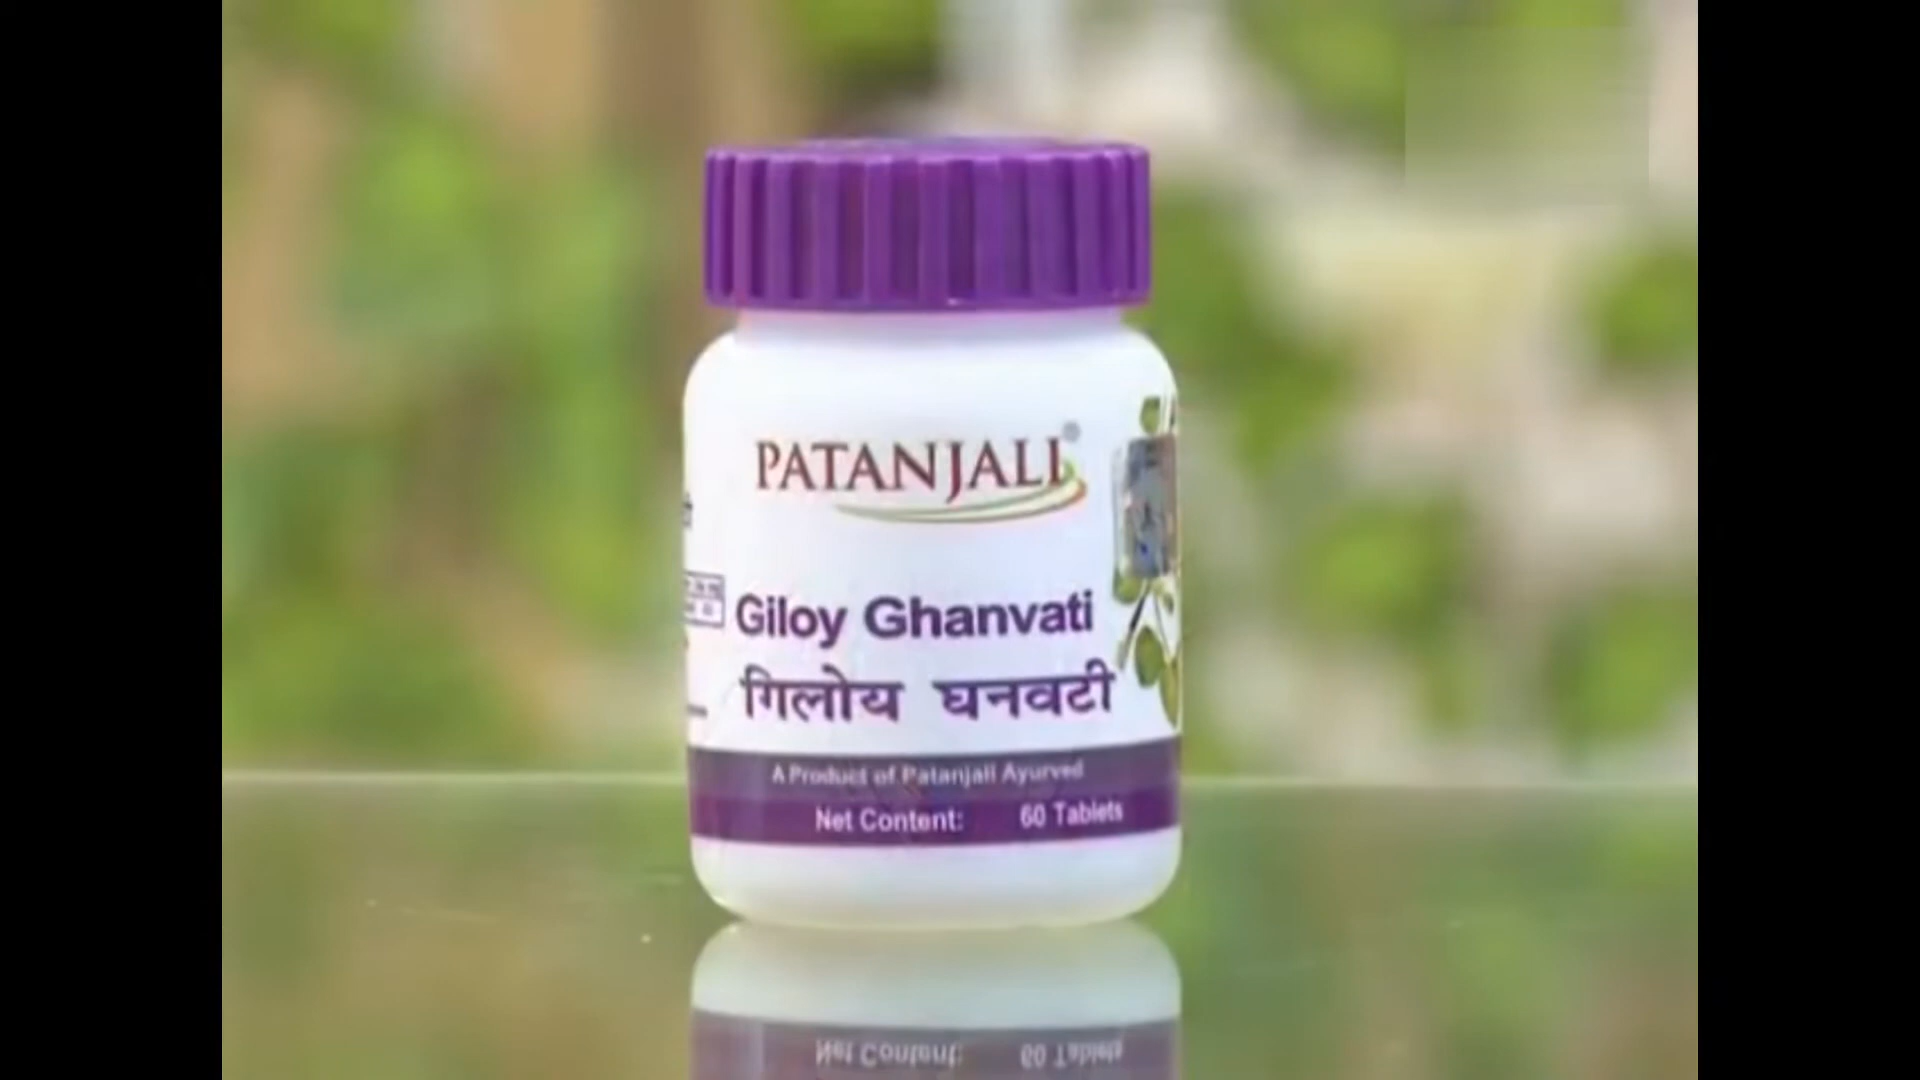 PATANJALI®
Giloy Ghanvati
गिलोय घनवटी
A Product of Patanjali Ayurved
Net Content: 60 Tablets